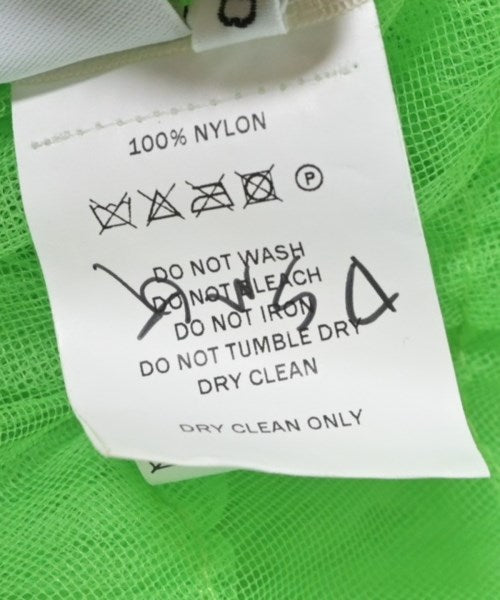 100% NYLON
P
DO NOT WASH
DO NOT BLEACH
DO NOT IRON
DO NOT TUMBLE DRY
DRY CLEAN
DRY CLEAN ONLY